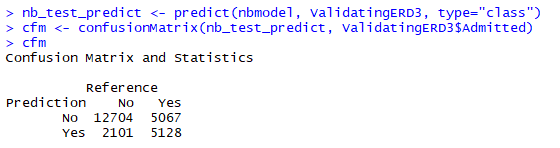 > nb_test_predict <- predict(nbmodel, ValidatingERD3, type="class")
> cfm <- confusionMatrix(nb_test_predict, ValidatingERD3$Admitted)
> cfm
Confusion Matrix and Statistics
Reference
Prediction    No   Yes
No  12704  5067
Yes  2101  5128